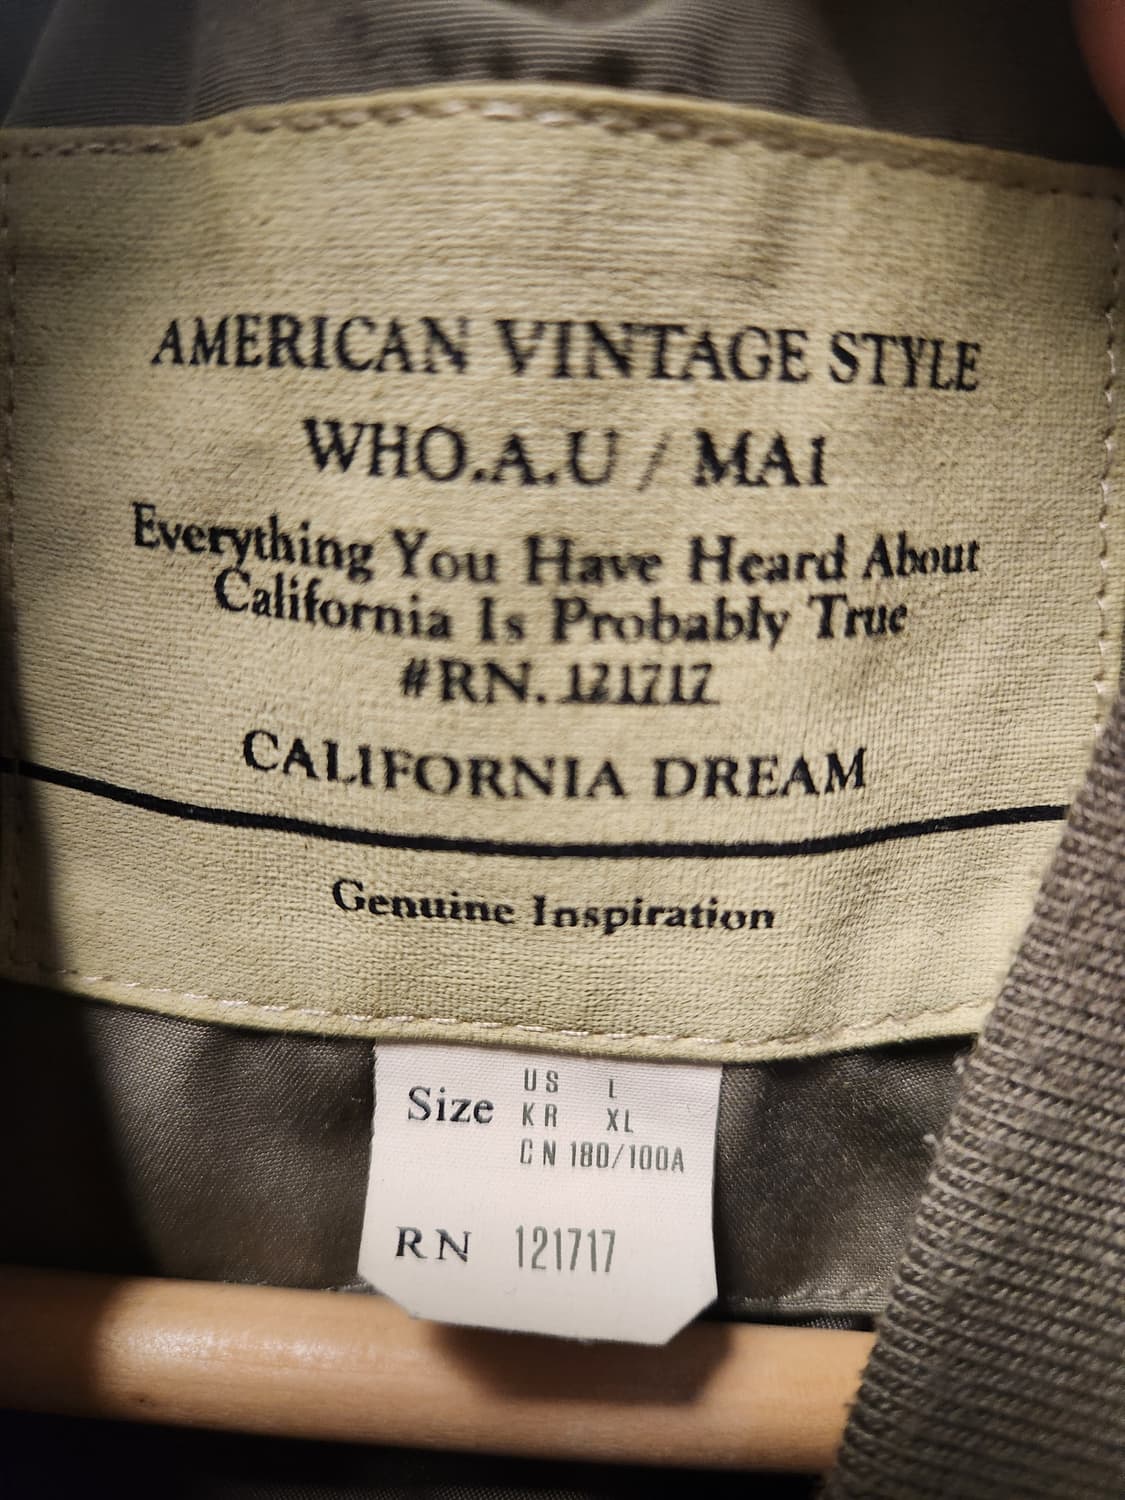 AMERICAN VINTAGE STYLE
WHO.A.U / MA1
Everything You Have Heard About
California Is Probably True
#RN. 121717
CALIFORNIA DREAM
Genuine Inspiration
Size US L
KR XL
CN 180/100A
RN 121717